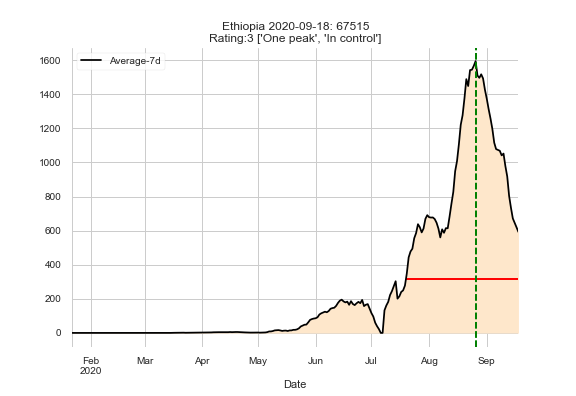 Ethiopia 2020-09-18: 67515
Rating:3 ['One peak', 'In control']
Average-7d
1600
1400
1200
1000
800
600
400
200
0
Feb Mar Apr May Jun Jul Aug Sep
2020
Date